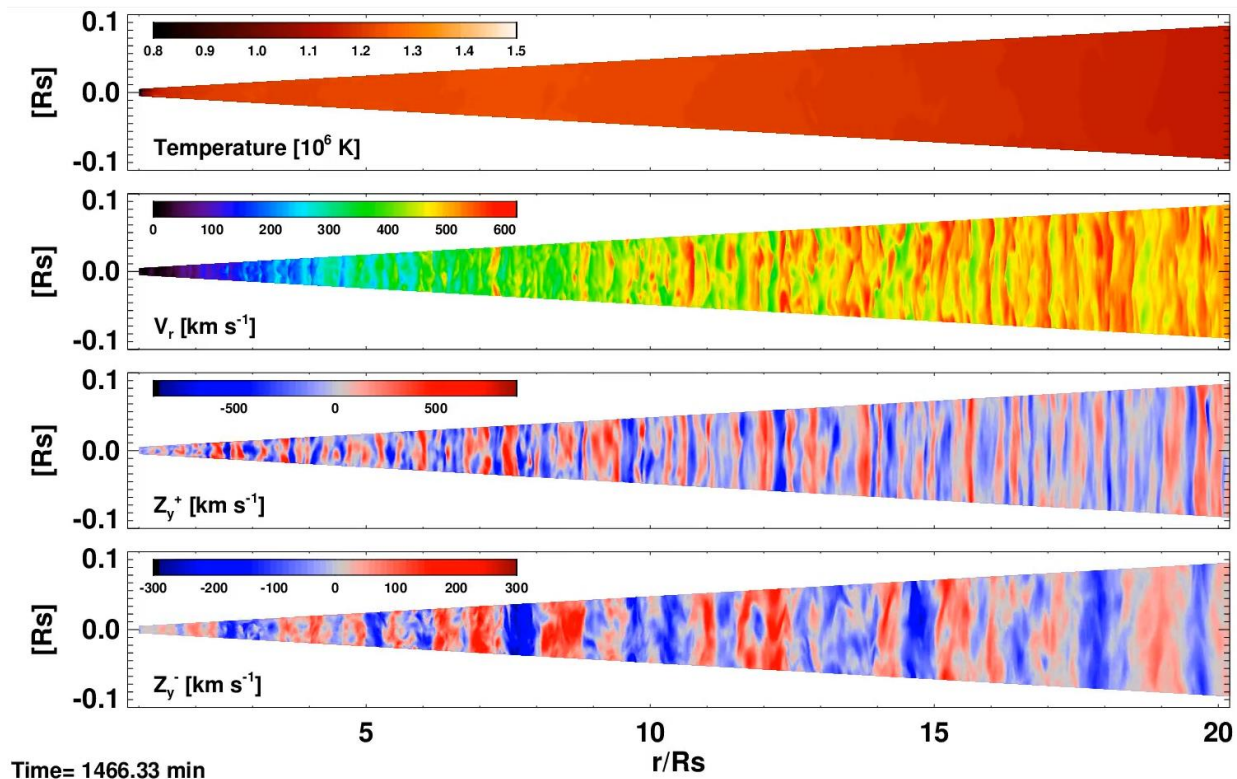 0.1
0.8 0.9 1.0 1.1 1.2 1.3 1.4 1.5
[Rs]
0.0
Temperature [10⁶ K]
-0.1
0.1
0 100 200 300 400 500 600
[Rs]
0.0
Vᵣ [km s⁻¹]
-0.1
0.1
-500 0 500
[Rs]
0.0
Z_y⁺ [km s⁻¹]
-0.1
0.1
-300 -200 -100 0 100 200 300
[Rs]
0.0
Z_y⁻ [km s⁻¹]
-0.1
5 10 15 20
r/Rs
Time= 1466.33 min